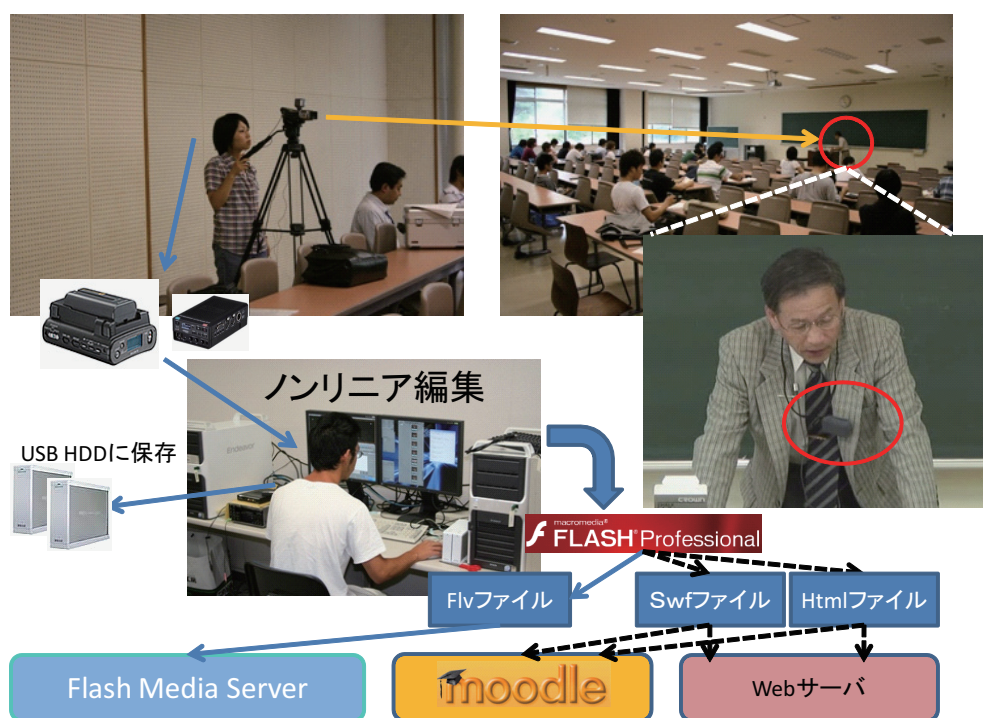 ノンリニア編集
Endeavor
USB HDDに保存
CROWN
macromedia®
FLASH® Professional
Flvファイル
Swfファイル
Htmlファイル
Flash Media Server
moodle
Webサーバ